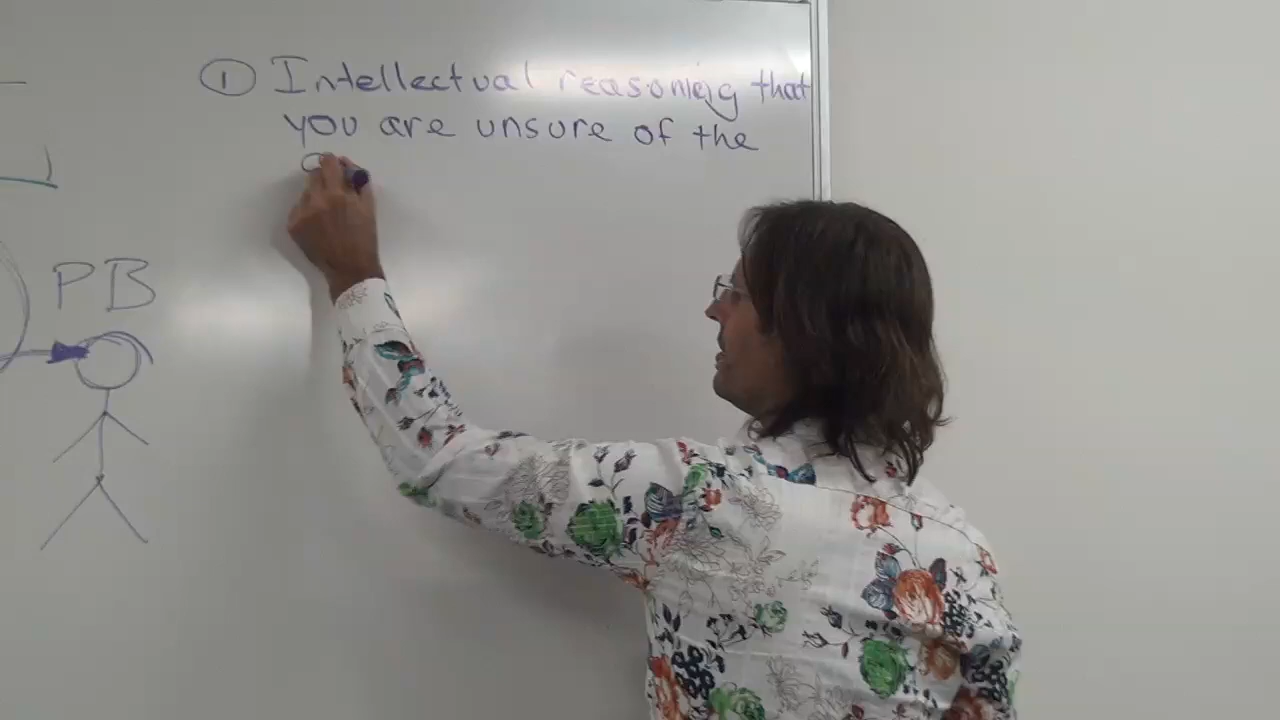 ① Intellectual reasoning that
you are unsure of the
PB